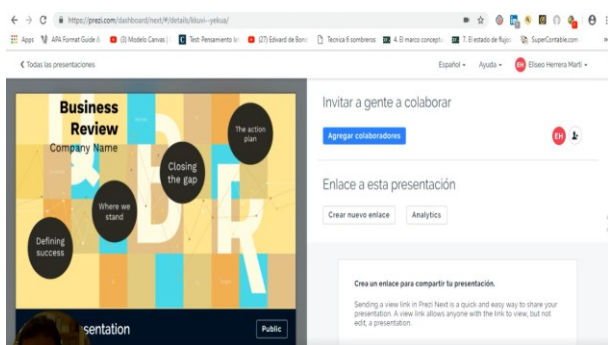 https://prezi.com/dashboard/next/#/details/
Apps APA Format Guide & (3) Modelo Canvas | Test: Pensamiento la (27) Edward de Bono Técnica 6 sombreros 4. El marco concept 7. El estado de flujo SuperContable.com
Todas las presentaciones
Español Ayuda EH Eliseo Herrera Martí
Business
Review
Company Name
The action
plan
Closing
the gap
Where we
stand
Defining
success
QBR
sentation
Public
Invitar a gente a colaborar
Agregar colaboradores
EH
Enlace a esta presentación
Crear nuevo enlace Analytics
Crea un enlace para compartir tu presentación.
Sending a view link in Prezi Next is a quick and easy way to share your
presentation. A view link allows anyone with the link to view, but not
edit, a presentation.